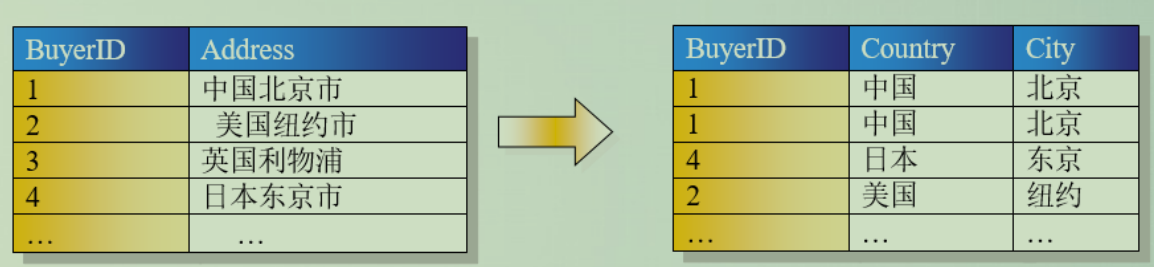 BuyerID Address
1 中国北京市
2 美国纽约市
3 英国利物浦
4 日本东京市
… …
BuyerID Country City
1 中国 北京
1 中国 北京
4 日本 东京
2 美国 纽约
… … …